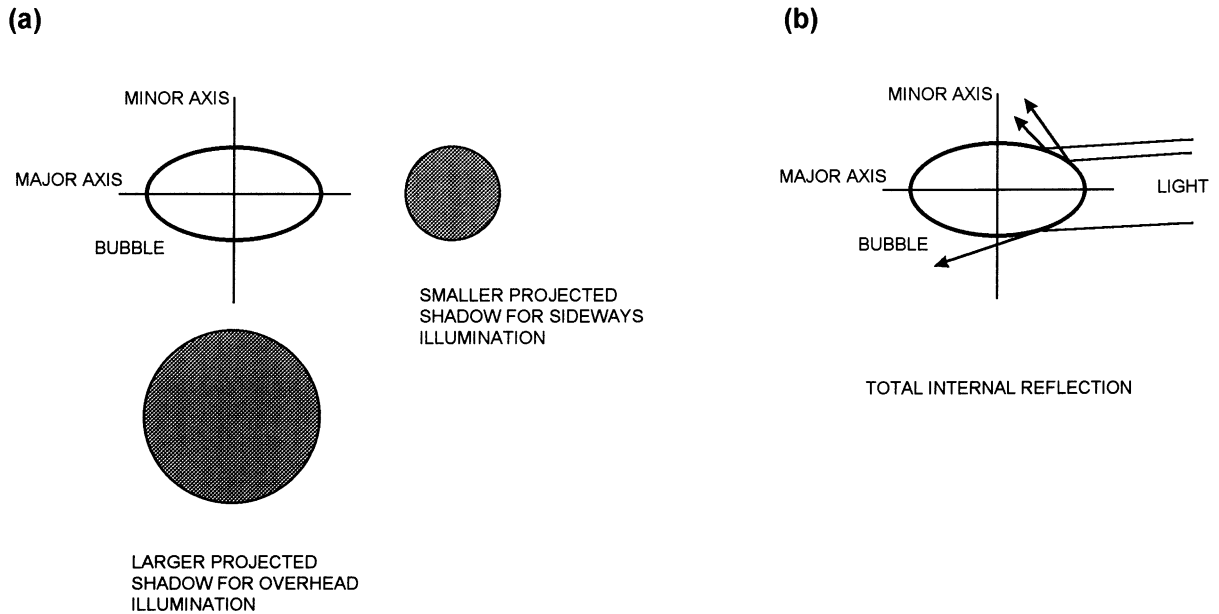 (a)
MINOR AXIS
MAJOR AXIS
BUBBLE
SMALLER PROJECTED
SHADOW FOR SIDEWAYS
ILLUMINATION
LARGER PROJECTED
SHADOW FOR OVERHEAD
ILLUMINATION
(b)
MINOR AXIS
MAJOR AXIS
LIGHT
BUBBLE
TOTAL INTERNAL REFLECTION